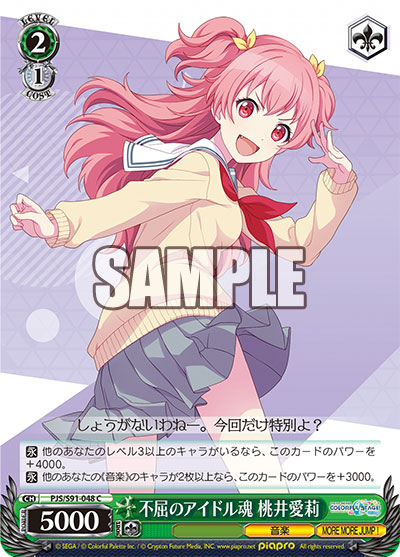 LEVEL
2
1
COST
SAMPLE
しょうがないわねー。今回だけ特別よ？
永 他のあなたのレベル3以上のキャラがいるなら、このカードのパワーを
+4000。
永 他のあなたの《音楽》のキャラが2枚以上なら、このカードのパワーを+3000。
CH PJS/S91-048 C
5000
不屈のアイドル魂 桃井愛莉
音楽
MORE MORE JUMP！
© SEGA / © Colorful Palette Inc. / © Crypton Future Media, INC. www.piapro.net piapro All rights reserved.